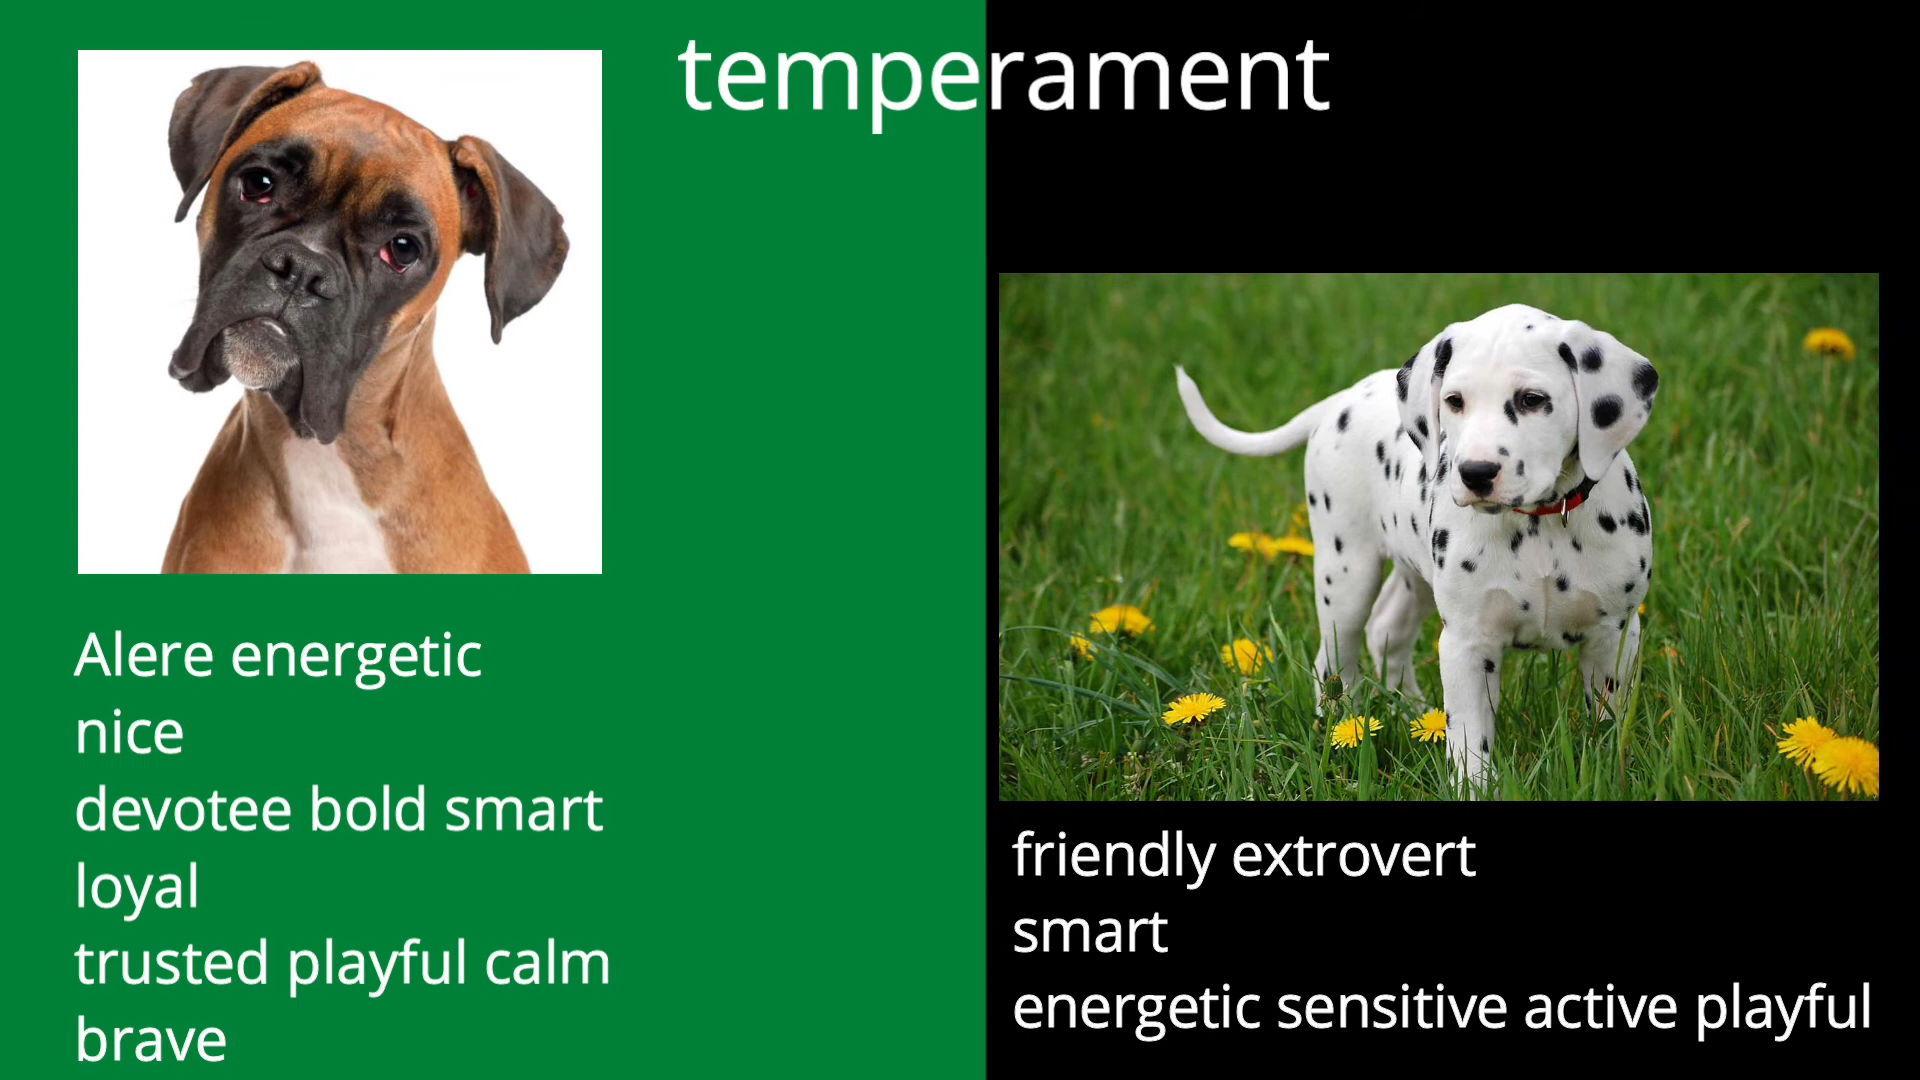 temperament
Alere energetic
nice
devotee bold smart
loyal
trusted playful calm
brave
friendly extrovert
smart
energetic sensitive active playful